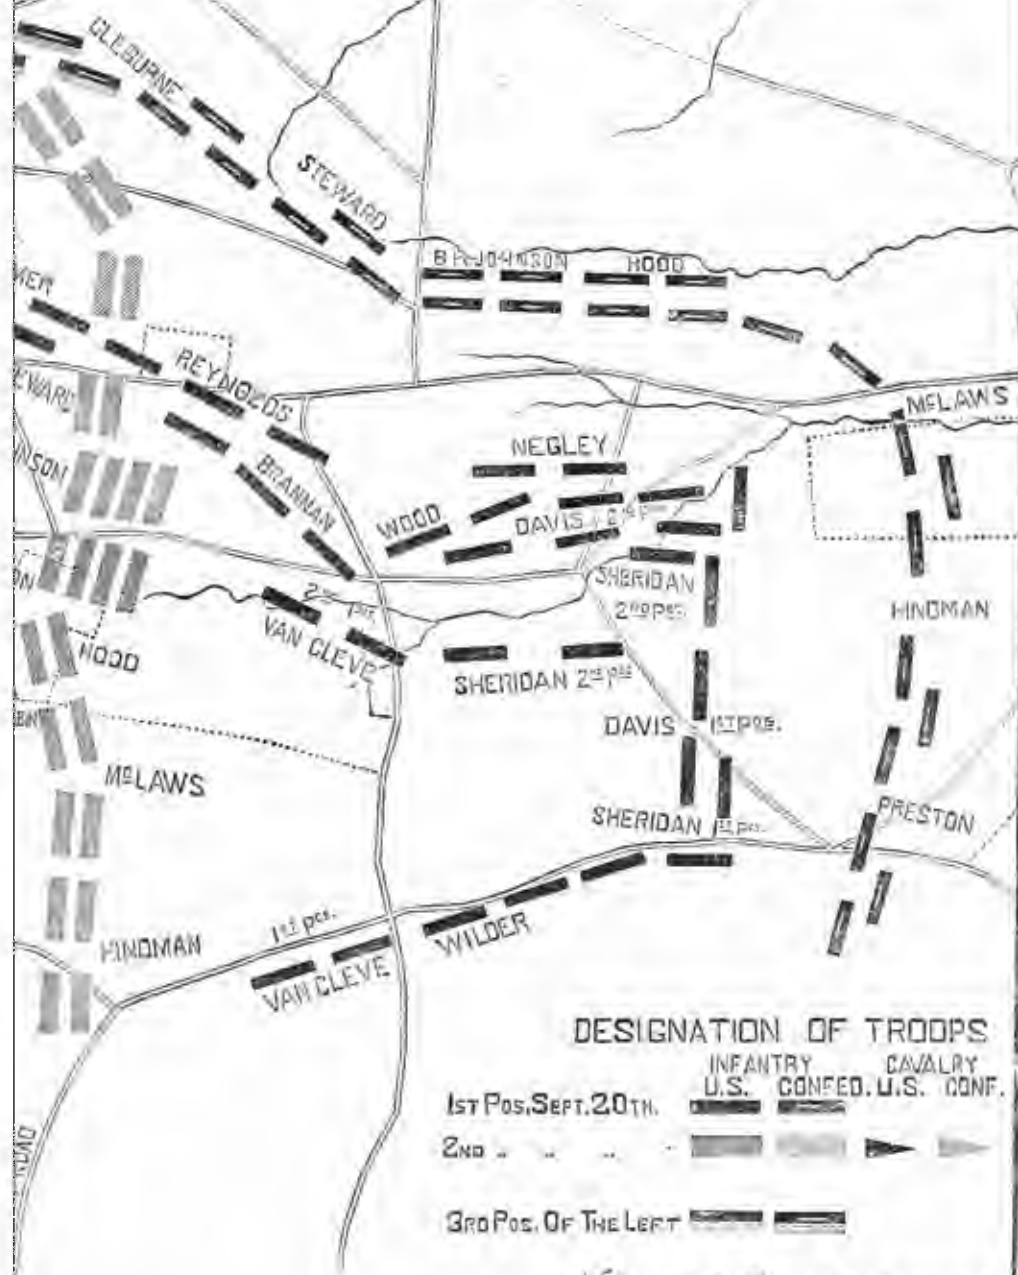 CLEBURNE
STEWARD
B.R. JOHNSON
HOOD
REYNOLDS
McLAWS
NEGLEY
BRANNAN
WOOD
DAVIS 2ND Pos.
SHERIDAN
2ND Pos.
HINDMAN
2ND Pos.
VAN CLEVE
HOOD
SHERIDAN 2ND Pos.
DAVIS 1ST Pos.
McLAWS
SHERIDAN 1ST Pos.
PRESTON
1ST Pos.
WILDER
HINDMAN
VAN CLEVE
DESIGNATION OF TROOPS
INFANTRY CAVALRY
U.S. CONFED. U.S. CONF.
1ST POS. SEPT. 20TH.
2ND " " " "
3RD POS. OF THE LEFT
ROAD